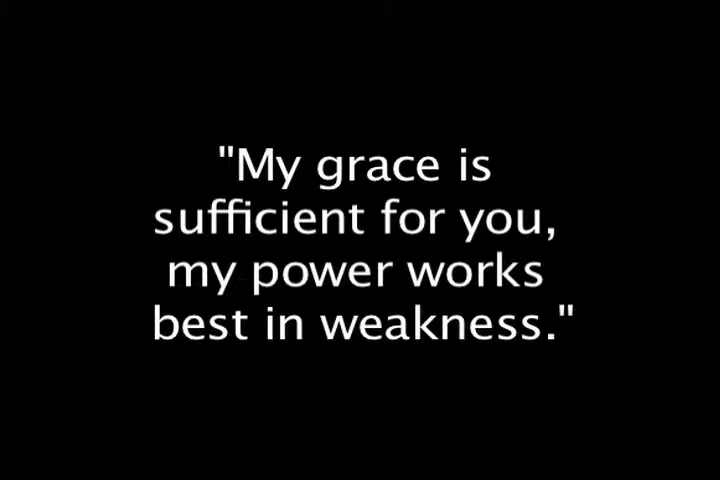 "My grace is
sufficient for you,
my power works
best in weakness."